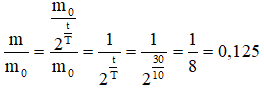 m/m₀ = (m₀/2^(t/T))/m₀ = 1/2^(t/T) = 1/2^(30/10) = 1/8 = 0,125